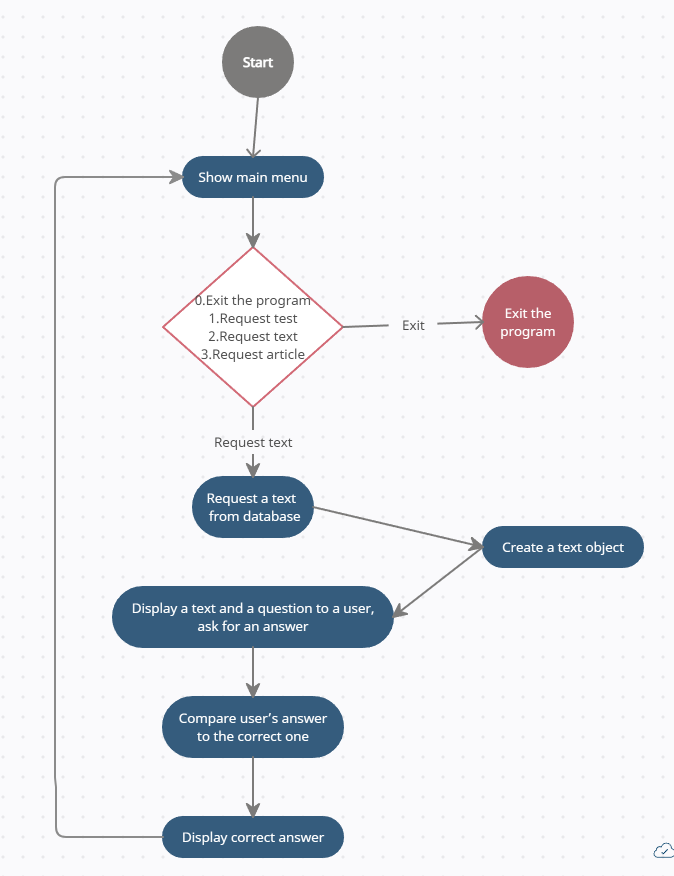 Start
Show main menu
0.Exit the program
1.Request test
2.Request text
3.Request article
Exit
Exit the
program
Request text
Request a text
from database
Create a text object
Display a text and a question to a user,
ask for an answer
Compare user’s answer
to the correct one
Display correct answer